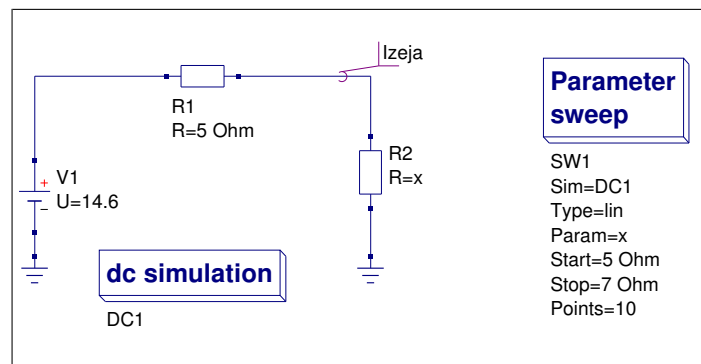 Izeja
R1
R=5 Ohm
R2
R=x
V1
U=14.6
dc simulation
DC1
Parameter
sweep
SW1
Sim=DC1
Type=lin
Param=x
Start=5 Ohm
Stop=7 Ohm
Points=10